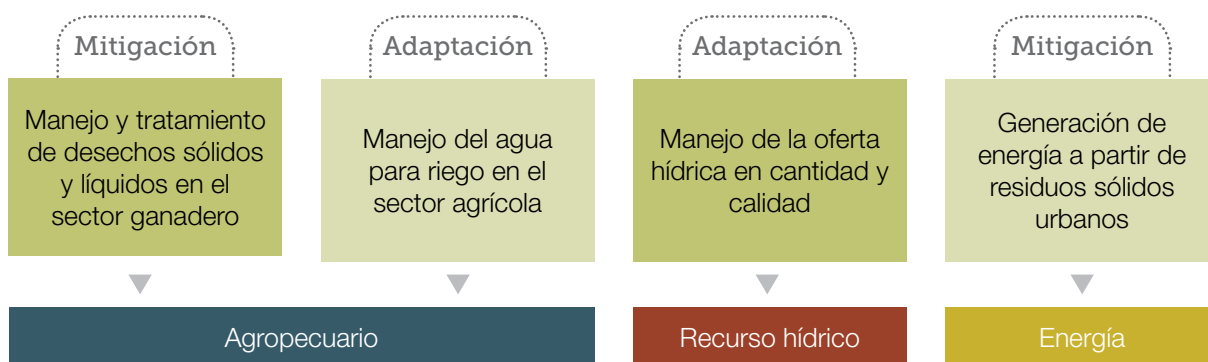 Mitigación
Adaptación
Adaptación
Mitigación
Manejo y tratamiento
de desechos sólidos
y líquidos en el
sector ganadero
Manejo del agua
para riego en el
sector agrícola
Manejo de la oferta
hídrica en cantidad y
calidad
Generación de
energía a partir de
residuos sólidos
urbanos
Agropecuario
Recurso hídrico
Energía